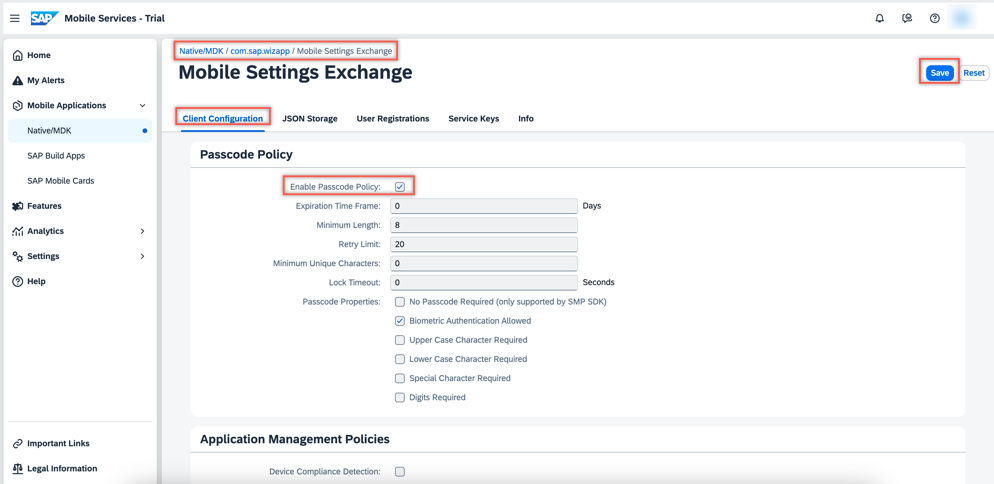 SAP Mobile Services - Trial
Home
My Alerts
Mobile Applications
Native/MDK
SAP Build Apps
SAP Mobile Cards
Features
Analytics
Settings
Help
Important Links
Legal Information
Native/MDK / com.sap.wizapp / Mobile Settings Exchange
Mobile Settings Exchange
Save Reset
Client Configuration JSON Storage User Registrations Service Keys Info
Passcode Policy
Enable Passcode Policy:
Expiration Time Frame: 0 Days
Minimum Length: 8
Retry Limit: 20
Minimum Unique Characters: 0
Lock Timeout: 0 Seconds
Passcode Properties: No Passcode Required (only supported by SMP SDK)
Biometric Authentication Allowed
Upper Case Character Required
Lower Case Character Required
Special Character Required
Digits Required
Application Management Policies
Device Compliance Detection: